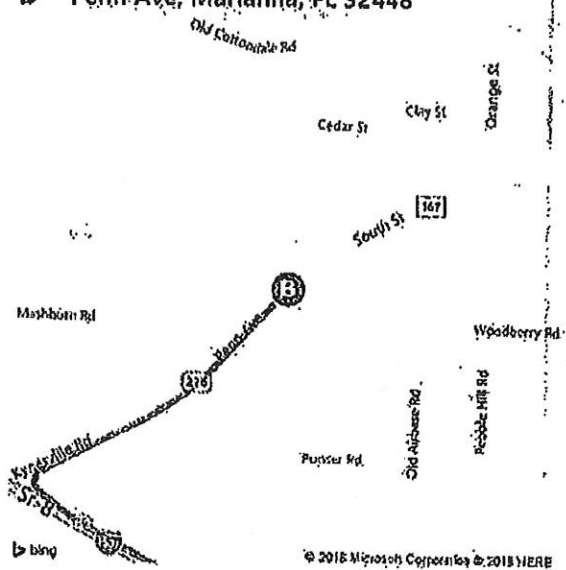 Penn Ave, Marianna, FL 32448
Old Cottondale Rd
Orange St
Clay St
Cedar St
167
South St
B
Mashborn Rd
Penn Ave
Woodberry Rd
276
Old Airbase Rd
Pebble Hill Rd
Kynesville Rd
Rd
bing
© 2018 Microsoft Corporation © 2018 HERE